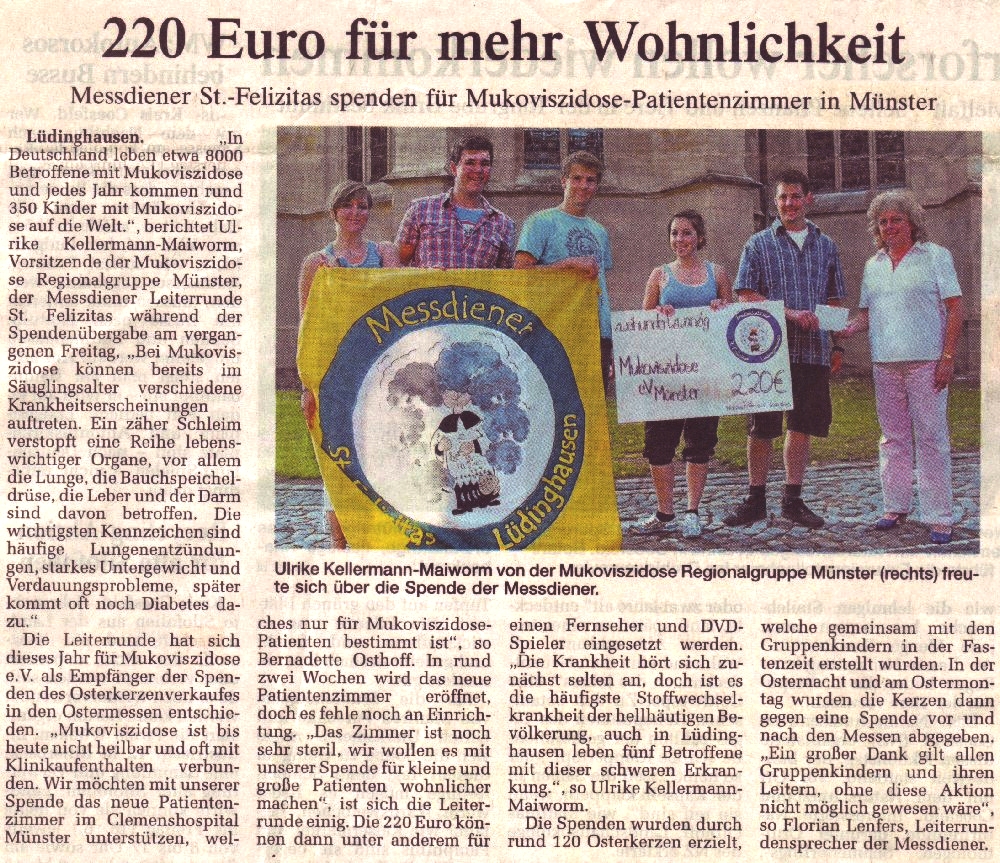 220 Euro für mehr Wohnlichkeit
Messdiener St.-Felizitas spenden für Mukoviszidose-Patientenzimmer in Münster
Lüdinghausen. „In
Deutschland leben etwa 8000
Betroffene mit Mukoviszidose
und jedes Jahr kommen rund
350 Kinder mit Mukoviszido-
se auf die Welt.“, berichtet Ul-
rike Kellermann-Maiworm,
Vorsitzende der Mukoviszido-
se Regionalgruppe Münster,
der Messdiener Leiterrunde
St. Felizitas während der
Spendenübergabe am vergan-
genen Freitag, „Bei Mukovis-
zidose können bereits im
Säuglingsalter verschiedene
Krankheitserscheinungen
auftreten. Ein zäher Schleim
verstopft eine Reihe lebens-
wichtiger Organe, vor allem
die Lunge, die Bauchspeichel-
drüse, die Leber und der Darm
sind davon betroffen. Die
wichtigsten Kennzeichen sind
häufige Lungenentzündun-
gen, starkes Untergewicht und
Verdauungsprobleme, später
kommt oft noch Diabetes da-
zu.“
Die Leiterrunde hat sich
dieses Jahr für Mukoviszidose
e.V. als Empfänger der Spen-
den des Osterkerzenverkaufes
in den Ostermessen entschie-
den. „Mukoviszidose ist bis
heute nicht heilbar und oft mit
Klinikaufenthalten verbun-
den. Wir möchten mit unserer
Spende das neue Patienten-
zimmer im Clemenshospital
Münster unterstützen, wel-
Messdiener
St. Felizitas
Lüdinghausen
zweihundertzwanzig
Mukoviszidose
eV
Münster
220€
Ulrike Kellermann-Maiworm von der Mukoviszidose Regionalgruppe Münster (rechts) freu-
te sich über die Spende der Messdiener.
ches nur für Mukoviszidose-
Patienten bestimmt ist“, so
Bernadette Osthoff. In rund
zwei Wochen wird das neue
Patientenzimmer eröffnet,
doch es fehle noch an Einrich-
tung. „Das Zimmer ist noch
sehr steril, wir wollen es mit
unserer Spende für kleine und
große Patienten wohnlicher
machen“, ist sich die Leiter-
runde einig. Die 220 Euro kön-
nen dann unter anderem für
einen Fernseher und DVD-
Spieler eingesetzt werden.
„Die Krankheit hört sich zu-
nächst selten an, doch ist es
die häufigste Stoffwechsel-
krankheit der hellhäutigen Be-
völkerung, auch in Lüding-
hausen leben fünf Betroffene
mit dieser schweren Erkran-
kung.“, so Ulrike Kellermann-
Maiworm.
Die Spenden wurden durch
rund 120 Osterkerzen erzielt,
welche gemeinsam mit den
Gruppenkindern in der Fas-
tenzeit erstellt wurden. In der
Osternacht und am Ostermon-
tag wurden die Kerzen dann
gegen eine Spende vor und
nach den Messen abgegeben.
„Ein großer Dank gilt allen
Gruppenkindern und ihren
Leitern, ohne diese Aktion
nicht möglich gewesen wäre“,
so Florian Lenfers, Leiterrun-
densprecher der Messdiener.